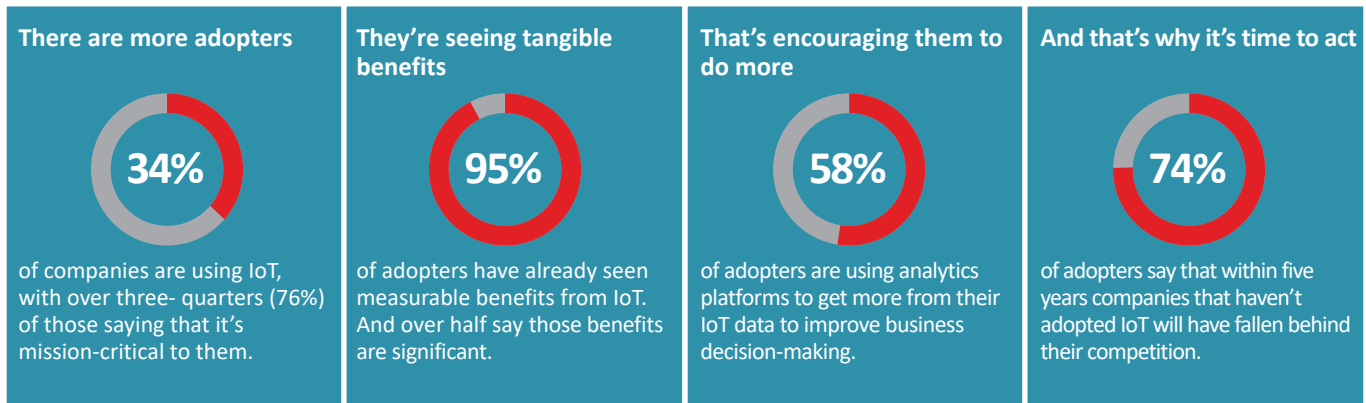 There are more adopters
34%
of companies are using IoT,
with over three- quarters (76%)
of those saying that it’s
mission-critical to them.
They’re seeing tangible
benefits
95%
of adopters have already seen
measurable benefits from IoT.
And over half say those benefits
are significant.
That’s encouraging them to
do more
58%
of adopters are using analytics
platforms to get more from their
IoT data to improve business
decision-making.
And that’s why it’s time to act
74%
of adopters say that within five
years companies that haven’t
adopted IoT will have fallen behind
their competition.